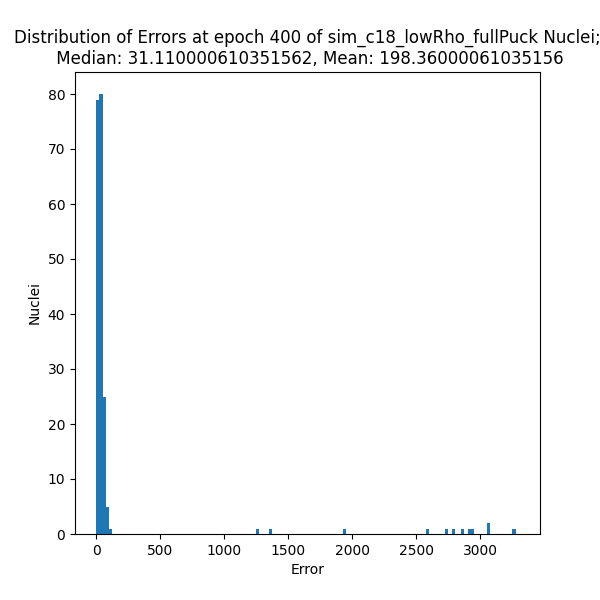 Distribution of Errors at epoch 400 of sim_c18_lowRho_fullPuck Nuclei;
Median: 31.110000610351562, Mean: 198.36000061035156
80
70
60
50
40
30
20
10
0
Nuclei
0 500 1000 1500 2000 2500 3000
Error